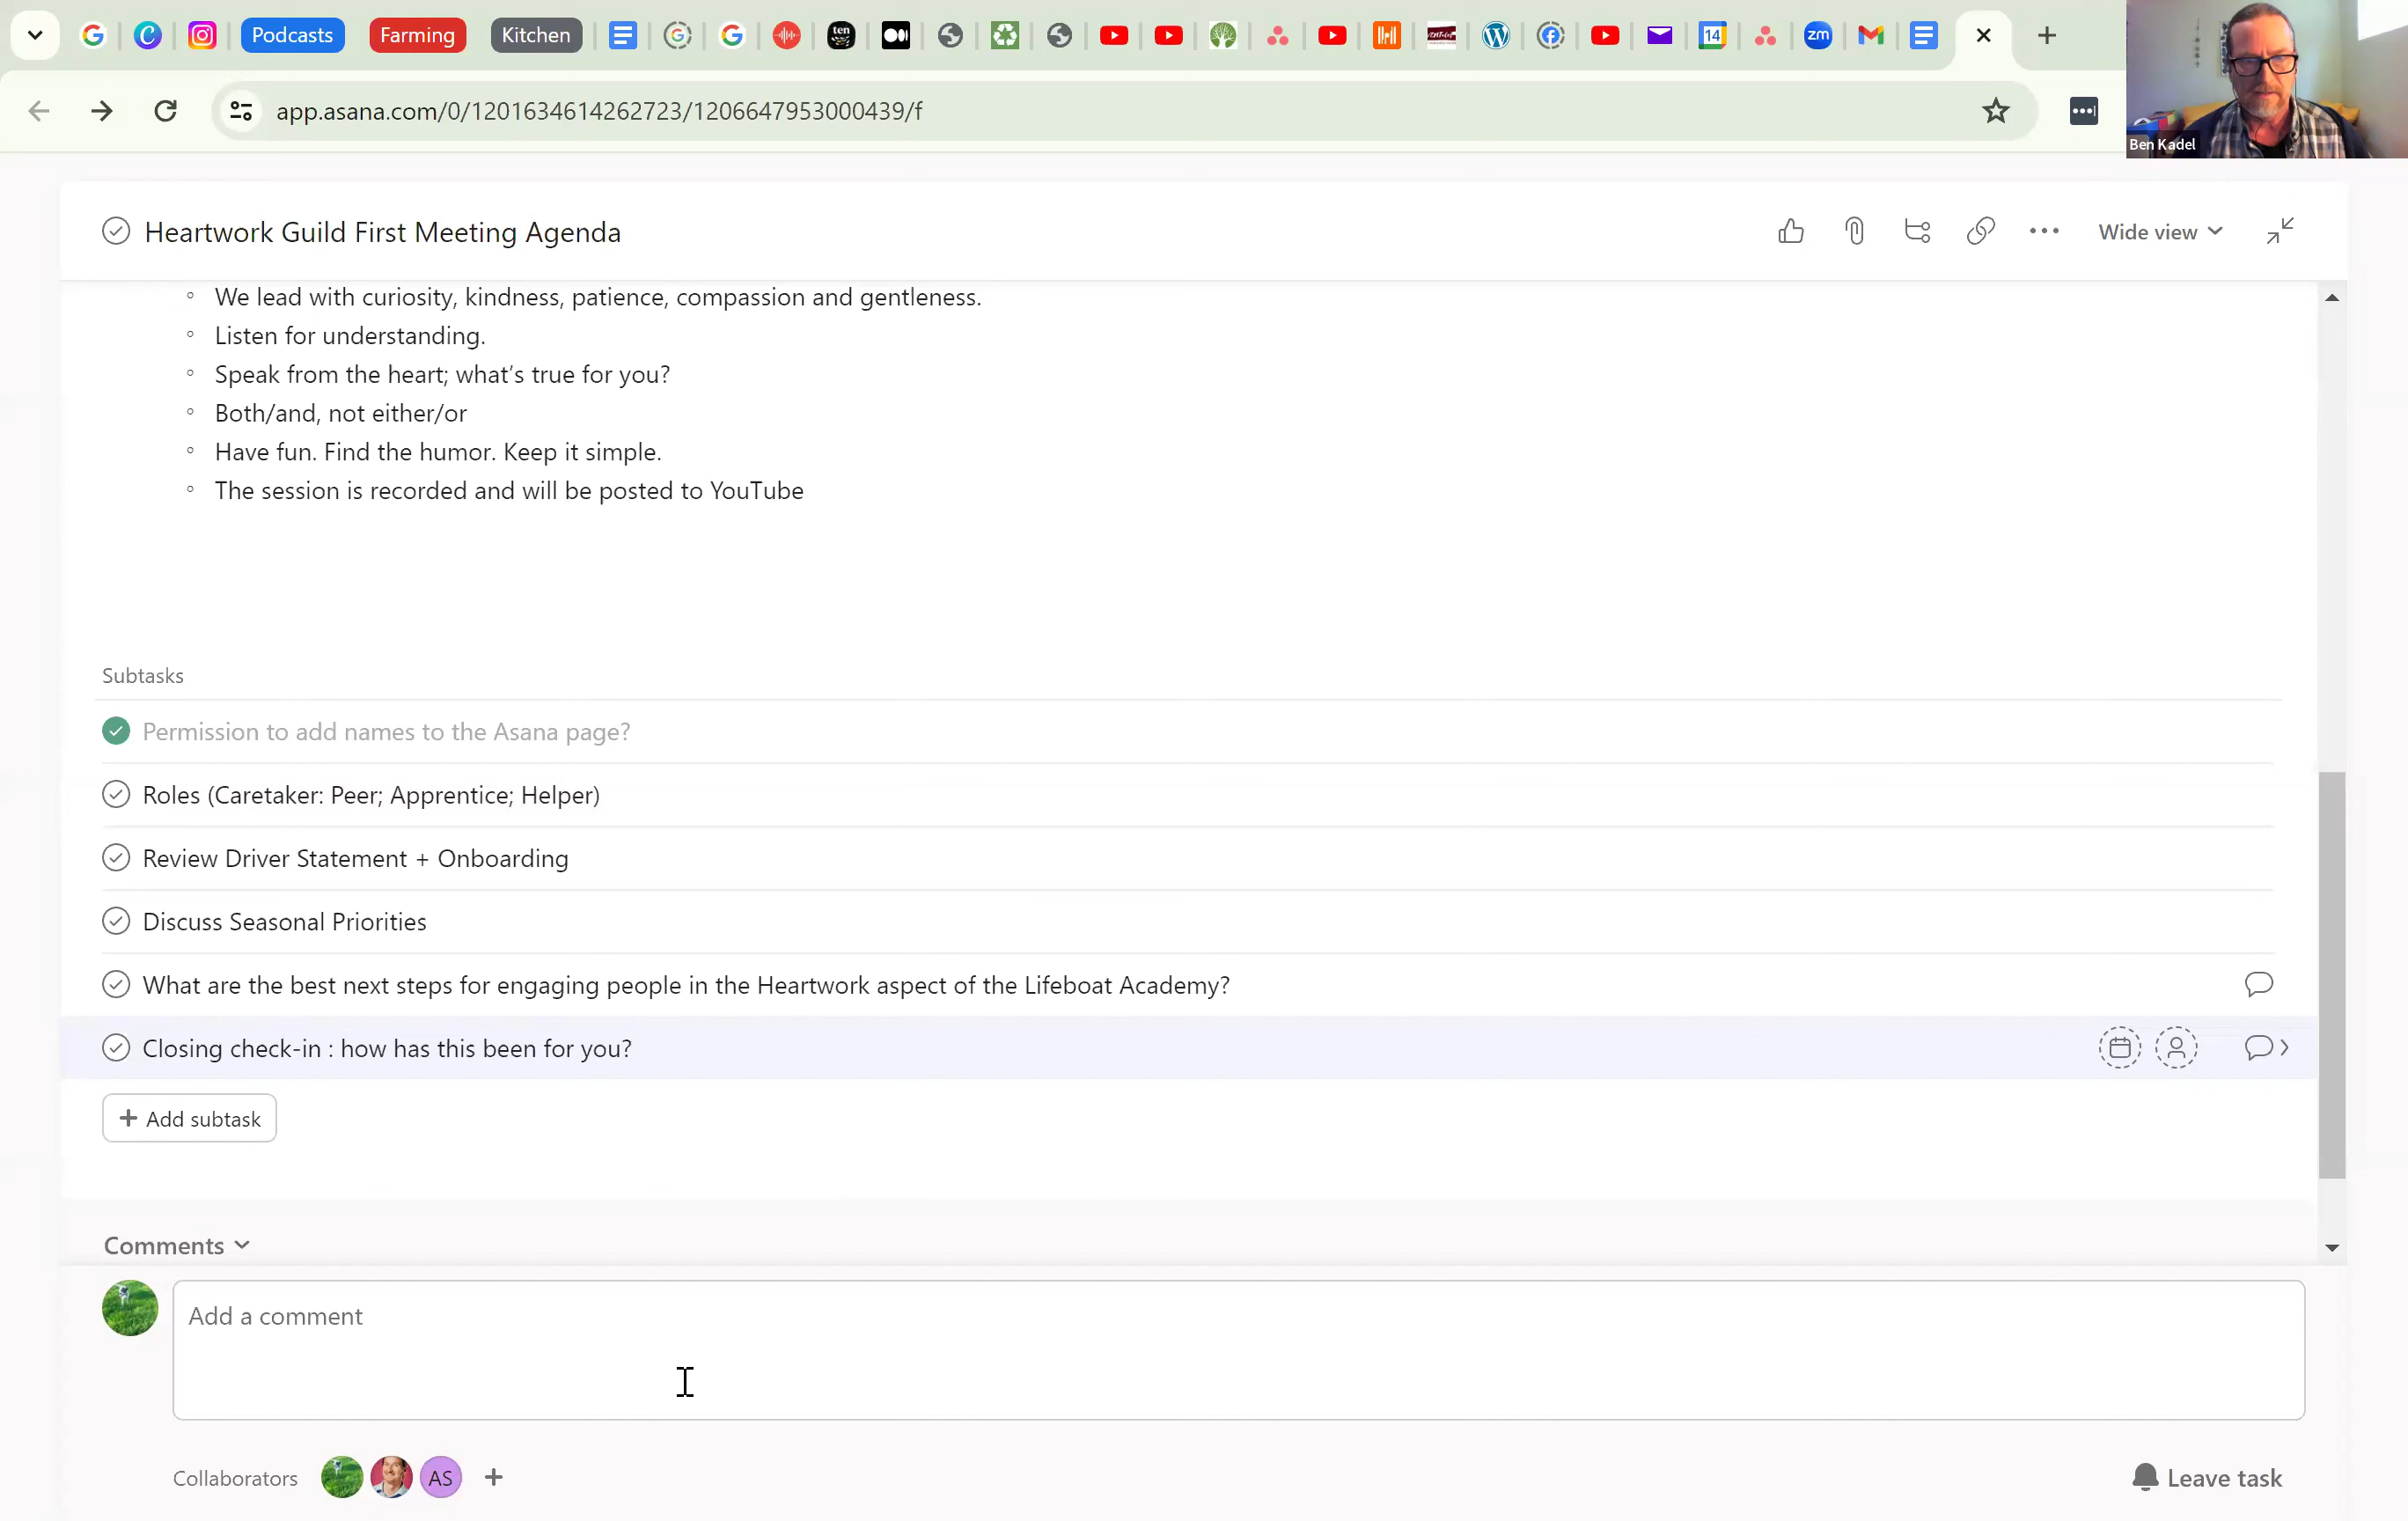 Podcasts
Farming
Kitchen
ten
14
zm
app.asana.com/0/1201634614262723/1206647953000439/f
Ben Kadel
Heartwork Guild First Meeting Agenda
Wide view
We lead with curiosity, kindness, patience, compassion and gentleness.
Listen for understanding.
Speak from the heart; what's true for you?
Both/and, not either/or
Have fun. Find the humor. Keep it simple.
The session is recorded and will be posted to YouTube
Subtasks
Permission to add names to the Asana page?
Roles (Caretaker: Peer; Apprentice; Helper)
Review Driver Statement + Onboarding
Discuss Seasonal Priorities
What are the best next steps for engaging people in the Heartwork aspect of the Lifeboat Academy?
Closing check-in : how has this been for you?
+ Add subtask
Comments
Add a comment
Collaborators
AS
Leave task